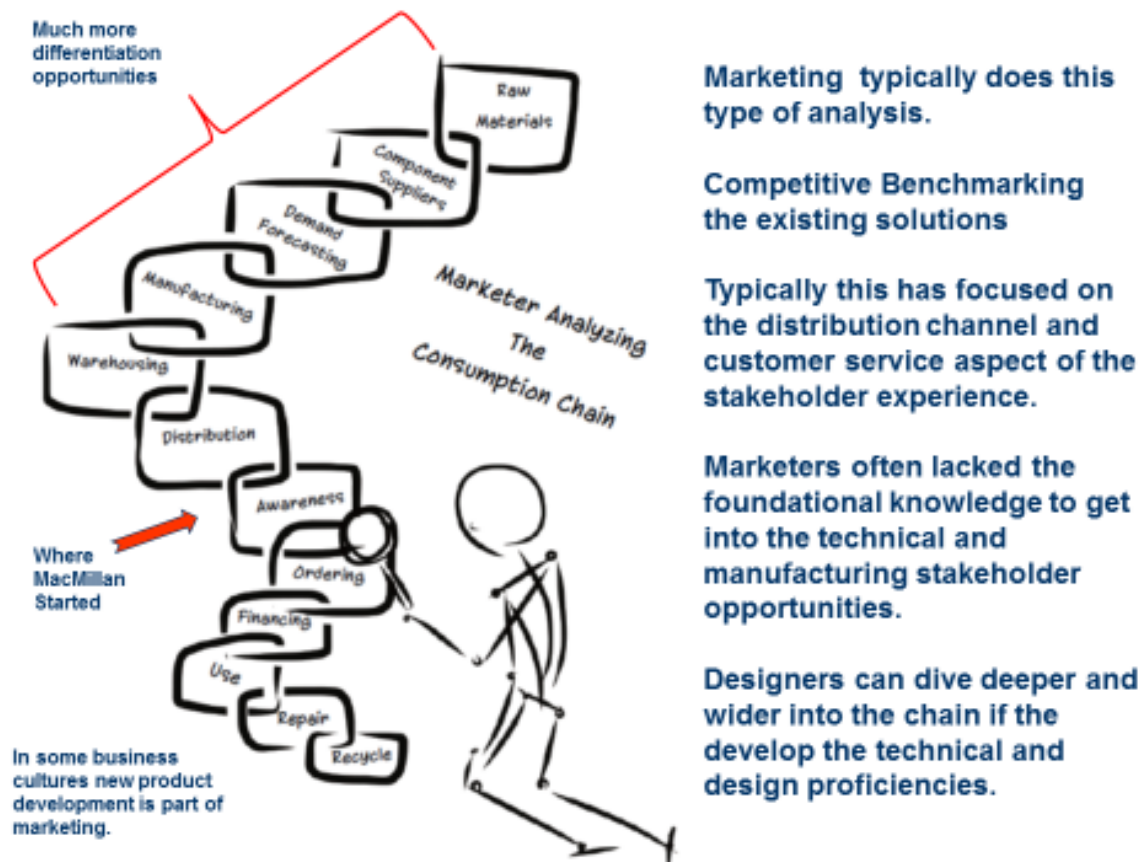 Much more
differentiation
opportunities
Raw
Materials
Component
Suppliers
Demand
Forecasting
Manufacturing
Warehousing
Distribution
Awareness
Ordering
Financing
Use
Repair
Recycle
Marketer Analyzing
The
Consumption Chain
Where
MacMillan
Started
In some business
cultures new product
development is part of
marketing.
Marketing typically does this
type of analysis.
Competitive Benchmarking
the existing solutions
Typically this has focused on
the distribution channel and
customer service aspect of the
stakeholder experience.
Marketers often lacked the
foundational knowledge to get
into the technical and
manufacturing stakeholder
opportunities.
Designers can dive deeper and
wider into the chain if the
develop the technical and
design proficiencies.